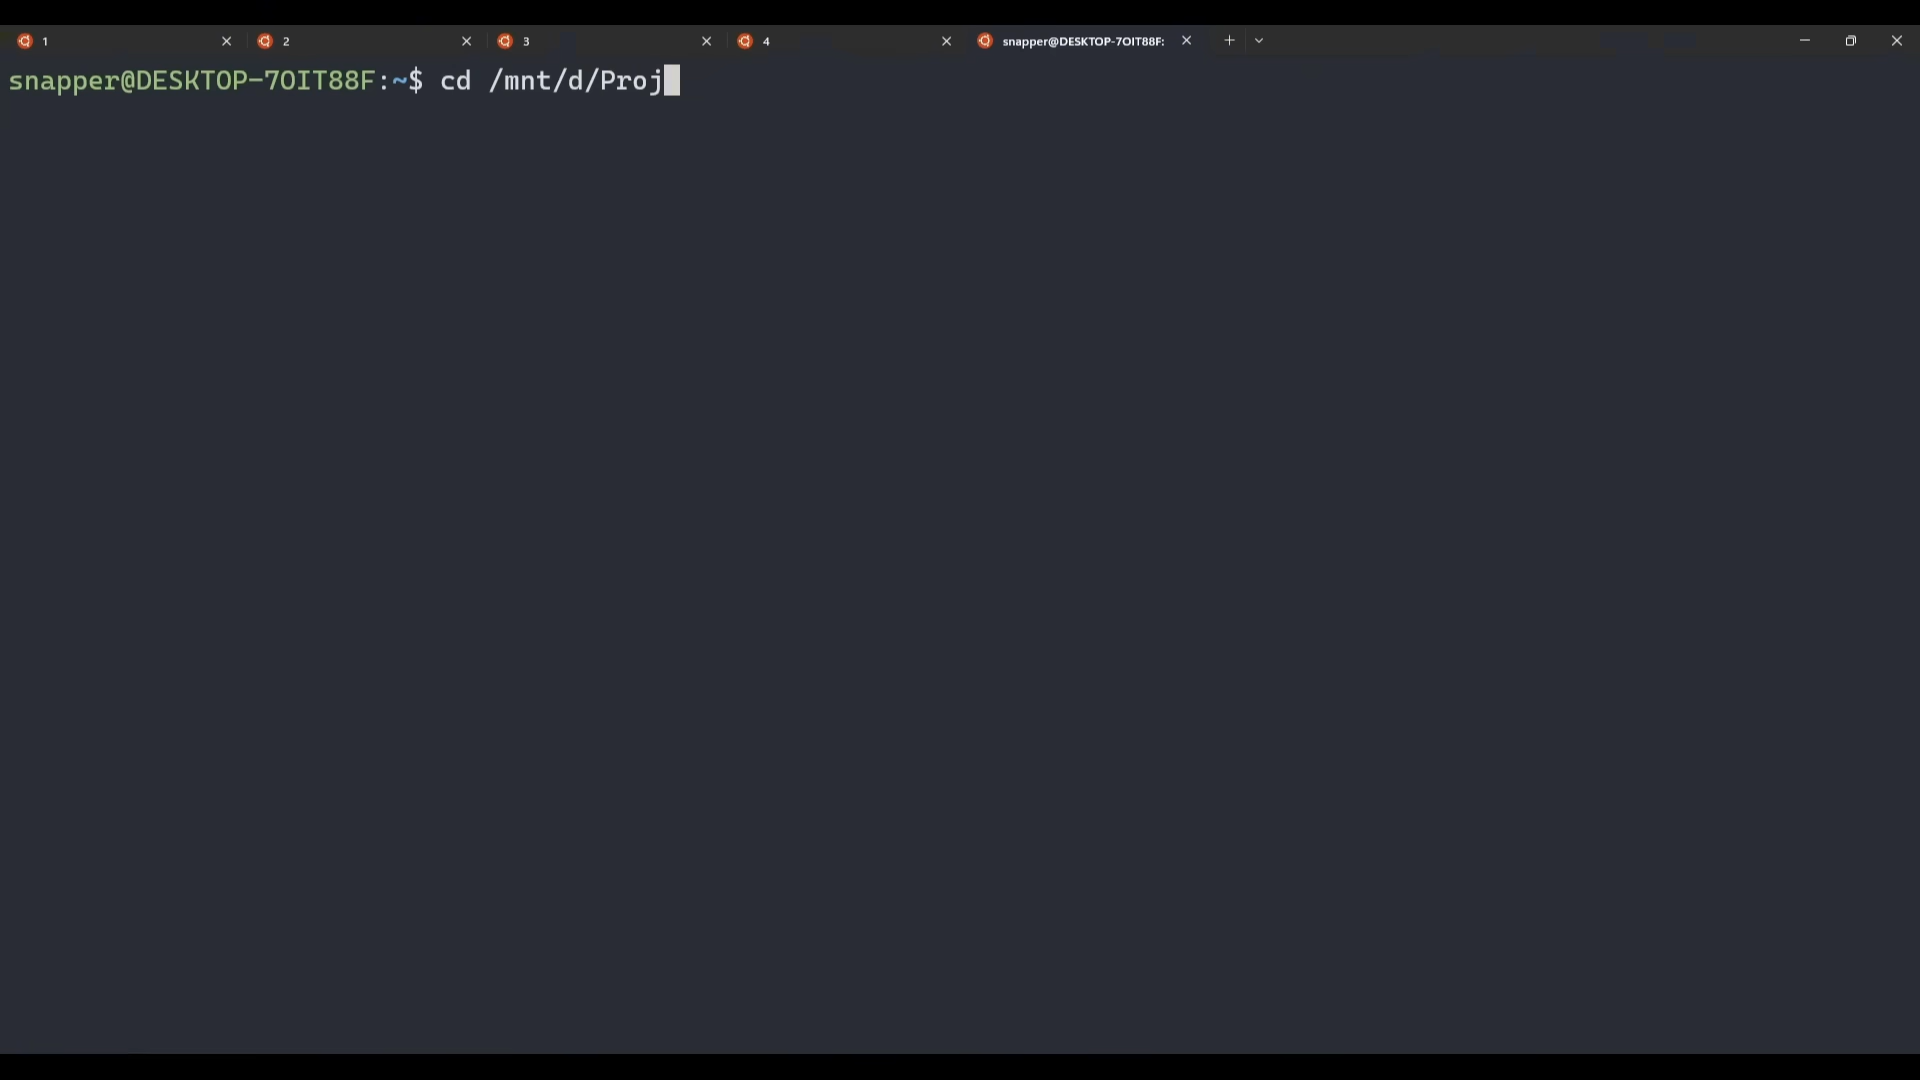 1 2 3 4 snapper@DESKTOP-7OIT88F:
snapper@DESKTOP-7OIT88F:~$ cd /mnt/d/Proj